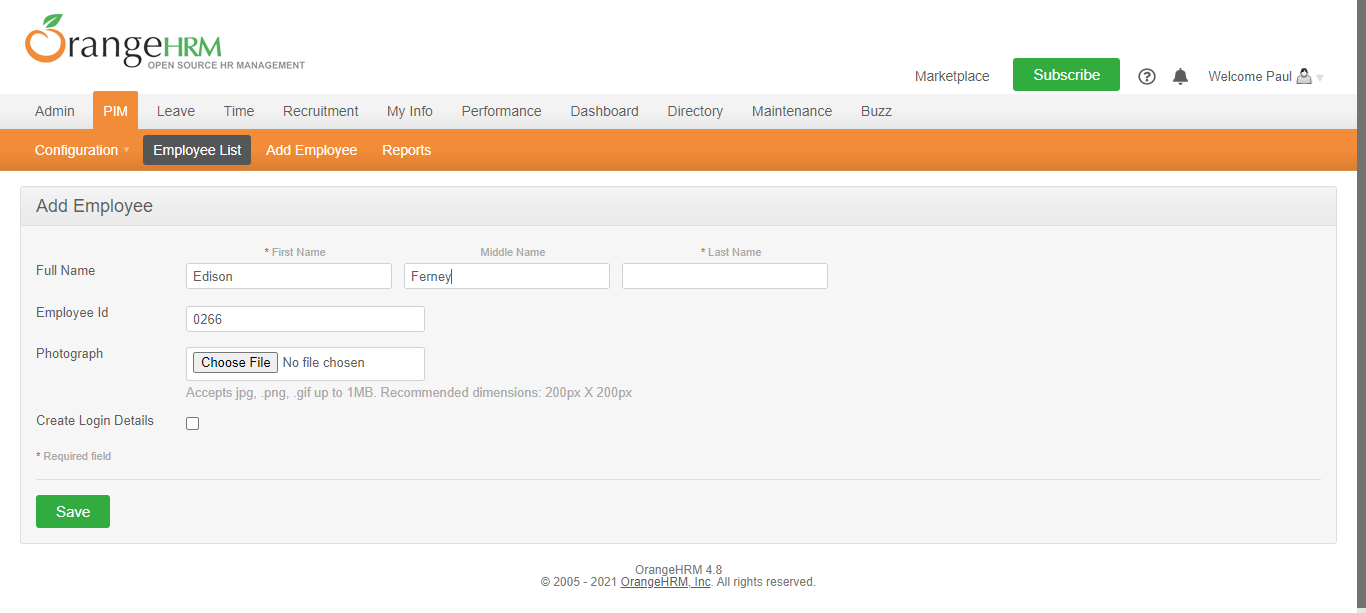 OrangeHRM
OPEN SOURCE HR MANAGEMENT
Marketplace Subscribe Welcome Paul
Admin PIM Leave Time Recruitment My Info Performance Dashboard Directory Maintenance Buzz
Configuration Employee List Add Employee Reports
Add Employee
* First Name Middle Name * Last Name
Full Name Edison Ferney
Employee Id 0266
Photograph Choose File No file chosen
Accepts jpg, .png, .gif up to 1MB. Recommended dimensions: 200px X 200px
Create Login Details
* Required field
Save
OrangeHRM 4.8
© 2005 - 2021 OrangeHRM, Inc. All rights reserved.